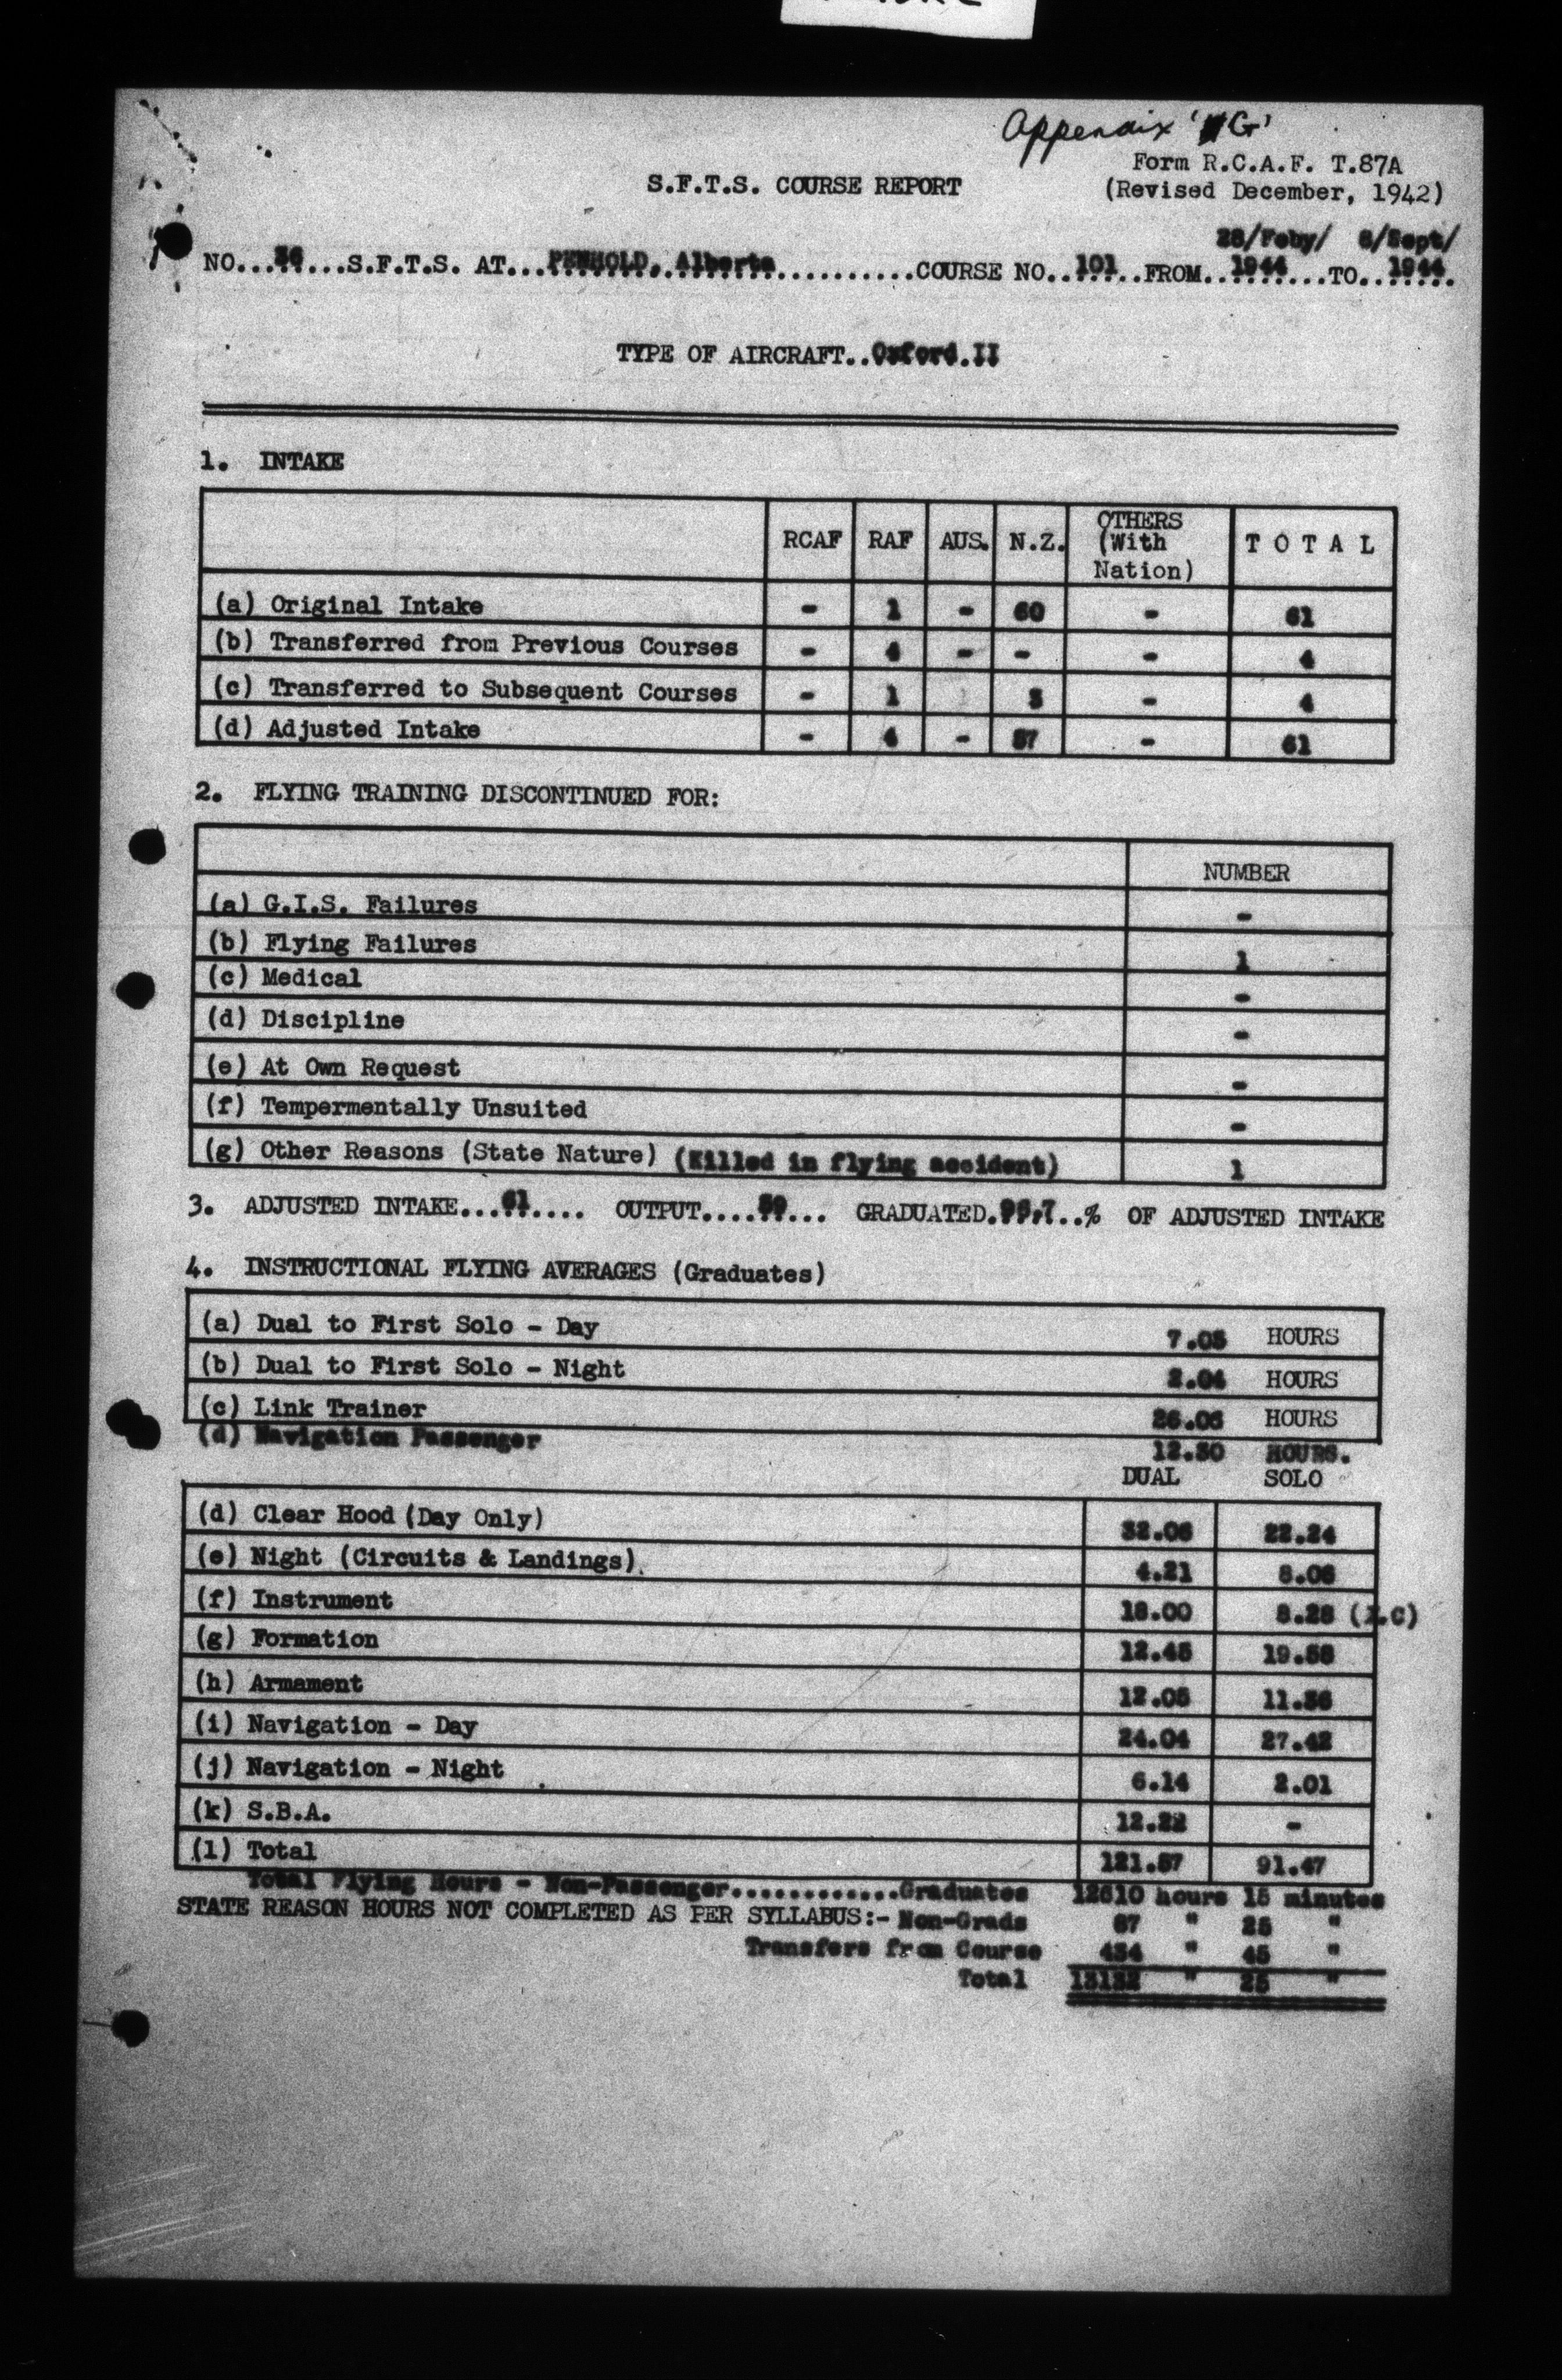 Appendix 'G'
Form R.C.A.F. T.87A
S.F.T.S. COURSE REPORT
(Revised December, 1942)
28/Feby/ 8/Sept/
NO...36...S.F.T.S. AT...PENHOLD, Alberta..........COURSE NO..101..FROM..1944....TO..1944.
TYPE OF AIRCRAFT..Oxford.II
1. INTAKE
RCAF RAF AUS. N.Z. OTHERS (With Nation) T O T A L
(a) Original Intake - 1 - 60 - 61
(b) Transferred from Previous Courses - 4 - - - 4
(c) Transferred to Subsequent Courses - 1 3 - 4
(d) Adjusted Intake - 4 - 57 - 61
2. FLYING TRAINING DISCONTINUED FOR:
NUMBER
(a) G.I.S. Failures -
(b) Flying Failures 1
(c) Medical -
(d) Discipline -
(e) At Own Request -
(f) Tempermentally Unsuited -
(g) Other Reasons (State Nature) (Killed in flying accident) 1
3. ADJUSTED INTAKE...61..... OUTPUT....59... GRADUATED.96.7..% OF ADJUSTED INTAKE
4. INSTRUCTIONAL FLYING AVERAGES (Graduates)
(a) Dual to First Solo - Day 7.05 HOURS
(b) Dual to First Solo - Night 2.04 HOURS
(c) Link Trainer 26.06 HOURS
(d) Navigation Passenger 12.30 HOURS.
DUAL SOLO
(d) Clear Hood (Day Only) 32.06 22.24
(e) Night (Circuits & Landings) 4.21 8.06
(f) Instrument 18.00 (I.C)
(g) Formation 12.45 19.58
(h) Armament 12.05 11.36
(i) Navigation - Day 24.04 27.42
(j) Navigation - Night 6.14 2.01
(k) S.B.A. 12.22 -
(l) Total 121.57 91.47
Total Flying Hours - Non-Passenger............Graduates 12610 hours 15 minutes
STATE REASON HOURS NOT COMPLETED AS PER SYLLABUS:- Non-Grads 87 " 25 "
Transfers from Course 434 " 45 "
Total 13132 " 25 "